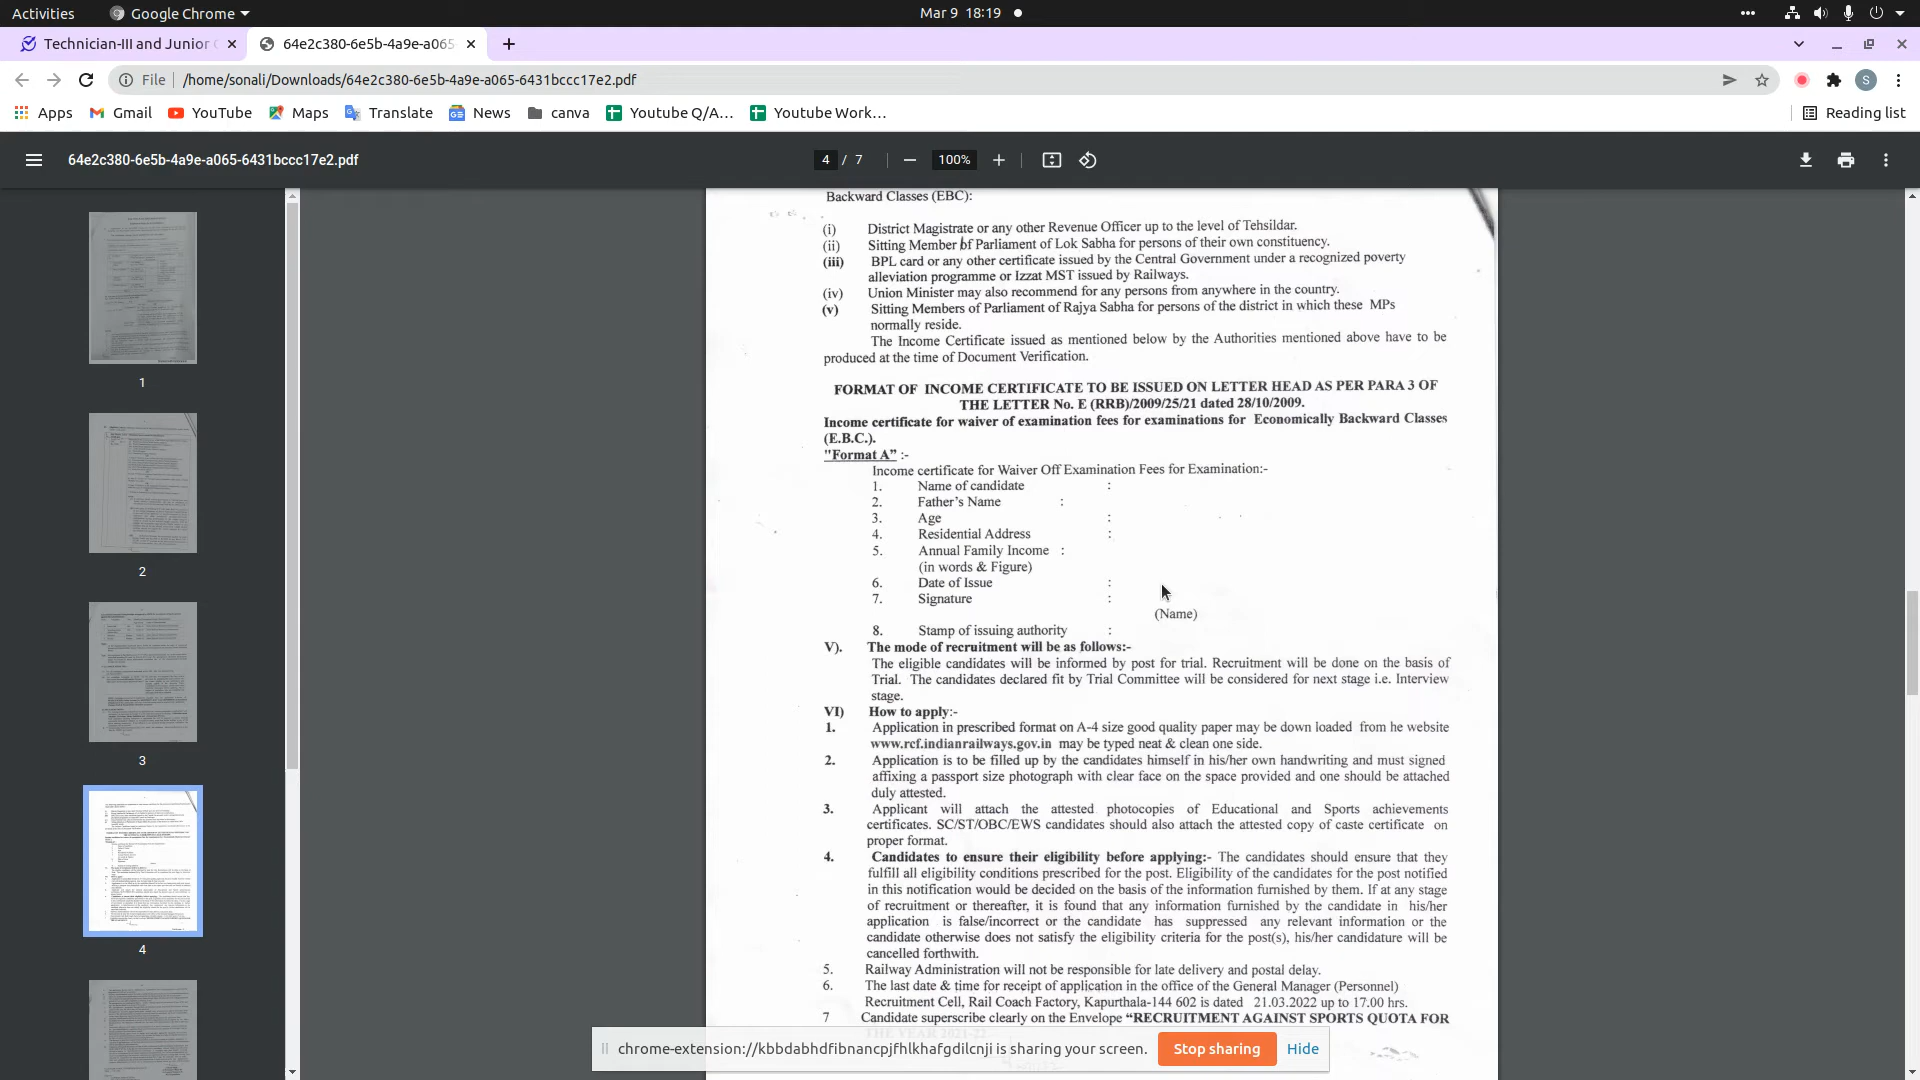 Activities
Google Chrome
Mar 9 18:19
Technician-III and Junior
64e2c380-6e5b-4a9e-a065-
File
/home/sonali/Downloads/64e2c380-6e5b-4a9e-a065-6431bccc17e2.pdf
S
Apps
Gmail
YouTube
Maps
Translate
News
canva
Youtube Q/A...
Youtube Work...
Reading list
64e2c380-6e5b-4a9e-a065-6431bccc17e2.pdf
4 / 7
100%
1
2
3
4
Backward Classes (EBC):
(i) District Magistrate or any other Revenue Officer up to the level of Tehsildar.
(ii) Sitting Member of Parliament of Lok Sabha for persons of their own constituency.
(iii) BPL card or any other certificate issued by the Central Government under a recognized poverty
alleviation programme or Izzat MST issued by Railways.
(iv) Union Minister may also recommend for any persons from anywhere in the country.
(v) Sitting Members of Parliament of Rajya Sabha for persons of the district in which these MPs
normally reside.
The Income Certificate issued as mentioned below by the Authorities mentioned above have to be
produced at the time of Document Verification.
FORMAT OF INCOME CERTIFICATE TO BE ISSUED ON LETTER HEAD AS PER PARA 3 OF
THE LETTER No. E (RRB)/2009/25/21 dated 28/10/2009.
Income certificate for waiver of examination fees for examinations for Economically Backward Classes
(E.B.C.).
"Format A" :-
Income certificate for Waiver Off Examination Fees for Examination:-
1. Name of candidate :
2. Father's Name :
3. Age :
4. Residential Address :
5. Annual Family Income :
(in words & Figure)
6. Date of Issue :
7. Signature :
(Name)
8. Stamp of issuing authority :
V). The mode of recruitment will be as follows:-
The eligible candidates will be informed by post for trial. Recruitment will be done on the basis of
Trial. The candidates declared fit by Trial Committee will be considered for next stage i.e. Interview
stage.
VI) How to apply:-
1. Application in prescribed format on A-4 size good quality paper may be down loaded from he website
www.rcf.indianrailways.gov.in may be typed neat & clean one side.
2. Application is to be filled up by the candidates himself in his/her own handwriting and must signed
affixing a passport size photograph with clear face on the space provided and one should be attached
duly attested.
3. Applicant will attach the attested photocopies of Educational and Sports achievements
certificates. SC/ST/OBC/EWS candidates should also attach the attested copy of caste certificate on
proper format.
4. Candidates to ensure their eligibility before applying:- The candidates should ensure that they
fulfill all eligibility conditions prescribed for the post. Eligibility of the candidates for the post notified
in this notification would be decided on the basis of the information furnished by them. If at any stage
of recruitment or thereafter, it is found that any information furnished by the candidate in his/her
application is false/incorrect or the candidate has suppressed any relevant information or the
candidate otherwise does not satisfy the eligibility criteria for the post(s), his/her candidature will be
cancelled forthwith.
5. Railway Administration will not be responsible for late delivery and postal delay.
6. The last date & time for receipt of application in the office of the General Manager (Personnel)
Recruitment Cell, Rail Coach Factory, Kapurthala-144 602 is dated 21.03.2022 up to 17.00 hrs.
7 Candidate superscribe clearly on the Envelope "RECRUITMENT AGAINST SPORTS QUOTA FOR
THE YEAR 2021-22
chrome-extension://kbbdabhdfibnancpjfhlkhafgdilcnji is sharing your screen.
Stop sharing
Hide